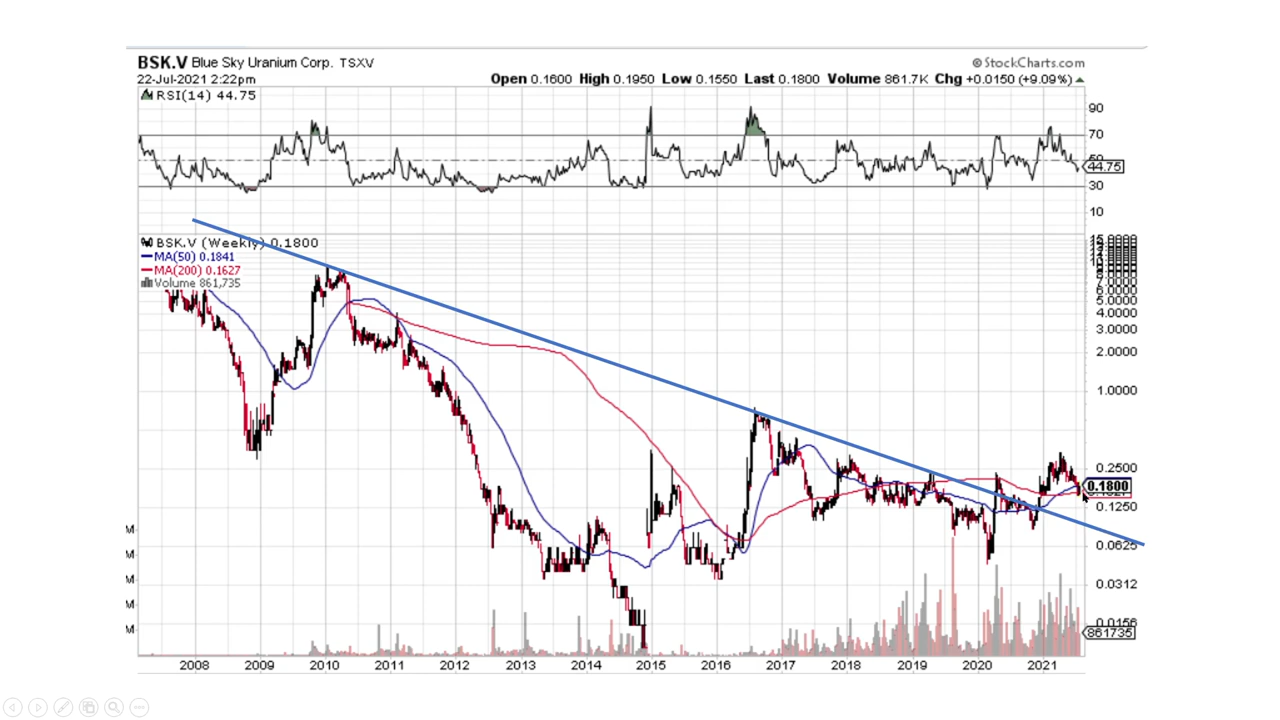 BSK.V Blue Sky Uranium Corp. TSXV
© StockCharts.com
22-Jul-2021 2:22pm
Open 0.1600 High 0.1950 Low 0.1550 Last 0.1800 Volume 861.7K Chg +0.0150 (+9.09%)
RSI(14) 44.75
90
70
50
44.75
30
10
BSK.V (Weekly) 0.1800
MA(50) 0.1841
MA(200) 0.1627
Volume 861,735
15.0000
5.0000
4.0000
3.0000
2.0000
1.0000
0.2500
0.1800
0.1250
0.0625
0.0312
0.0156
861735
M
M
M
M
M
2008 2009 2010 2011 2012 2013 2014 2015 2016 2017 2018 2019 2020 2021